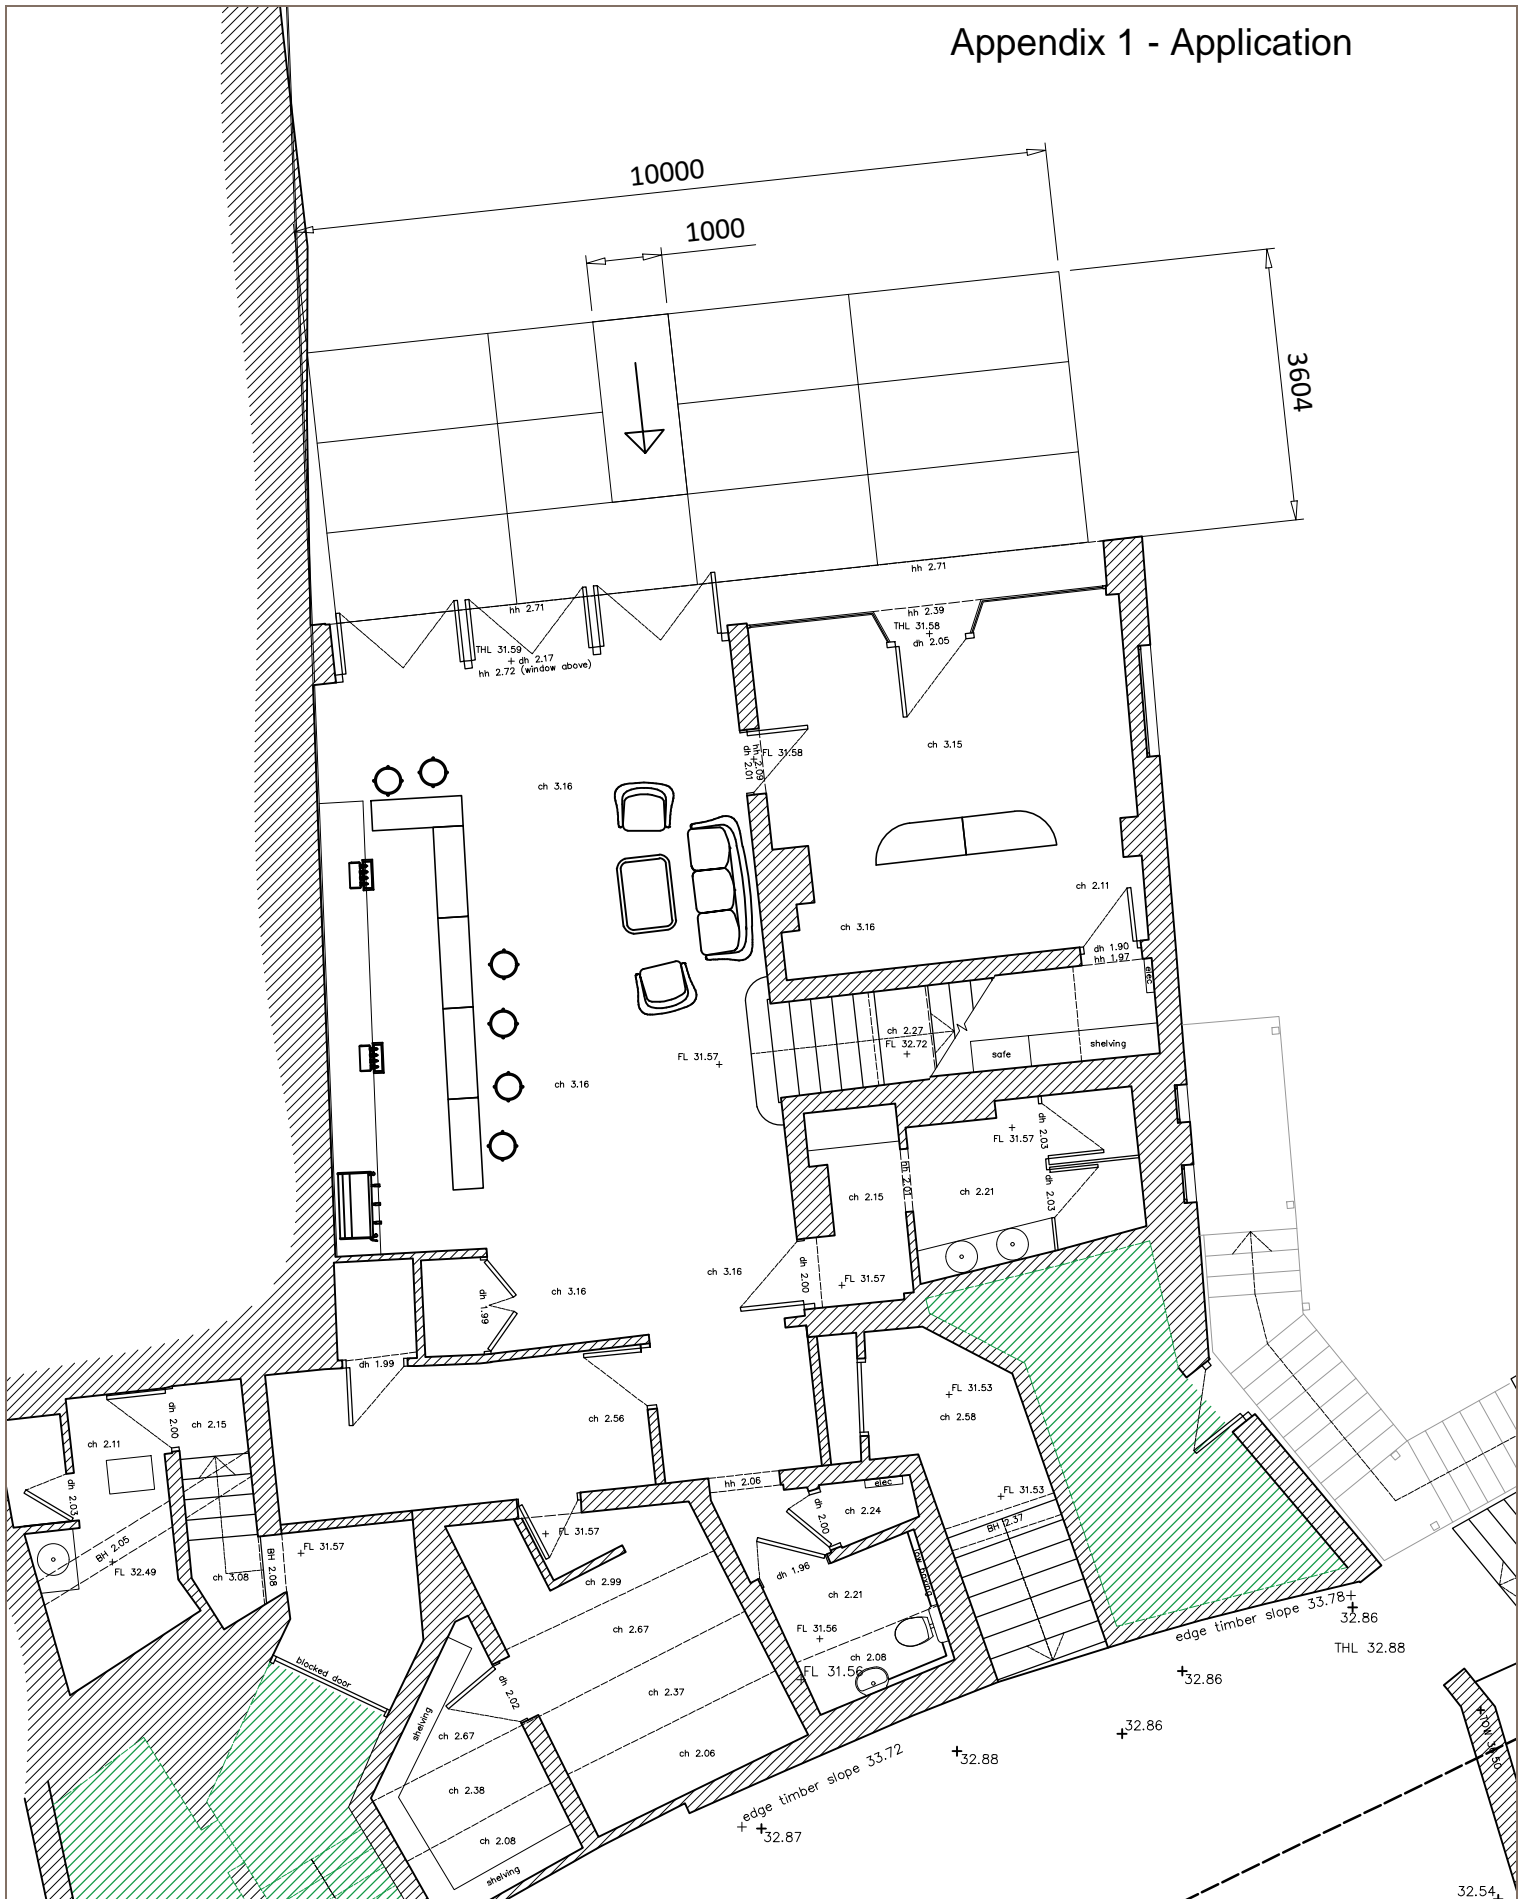 Appendix 1 - Application
10000
1000
3604
hh 2.71
hh 2.71
hh 2.39
THL 31.58
dh 2.05
THL 31.59
dh 2.17
hh 2.72 (window above)
FL 31.58
hh 2.09
dh 2.01
ch 3.15
ch 3.16
ch 2.11
ch 3.16
dh 1.90
hh 1.97
elec
ch 2.27
FL 32.72
safe
shelving
FL 31.57
ch 3.16
FL 31.57
dh 2.03
hh 2.01
ch 2.15
ch 2.21
dh 2.03
ch 3.16
dh 2.00
FL 31.57
ch 3.16
dh 1.99
dh 1.99
FL 31.53
ch 2.58
ch 2.56
dh 2.00
ch 2.15
ch 2.11
dh 2.03
hh 2.06
elec
ch 2.24
dh 2.00
FL 31.53
BH 2.37
FL 31.57
FL 31.57
BH 2.05
FL 32.49
ch 3.08
BH 2.08
ch 2.99
dh 1.96
low boxing
ch 2.21
ch 2.67
FL 31.56
ch 2.08
FL 31.56
edge timber slope 33.78
32.86
THL 32.88
32.86
blocked door
dh 2.02
shelving
ch 2.37
ch 2.67
32.86
TOW 33.50
ch 2.06
edge timber slope 33.72
32.88
ch 2.38
ch 2.08
32.87
shelving
32.54